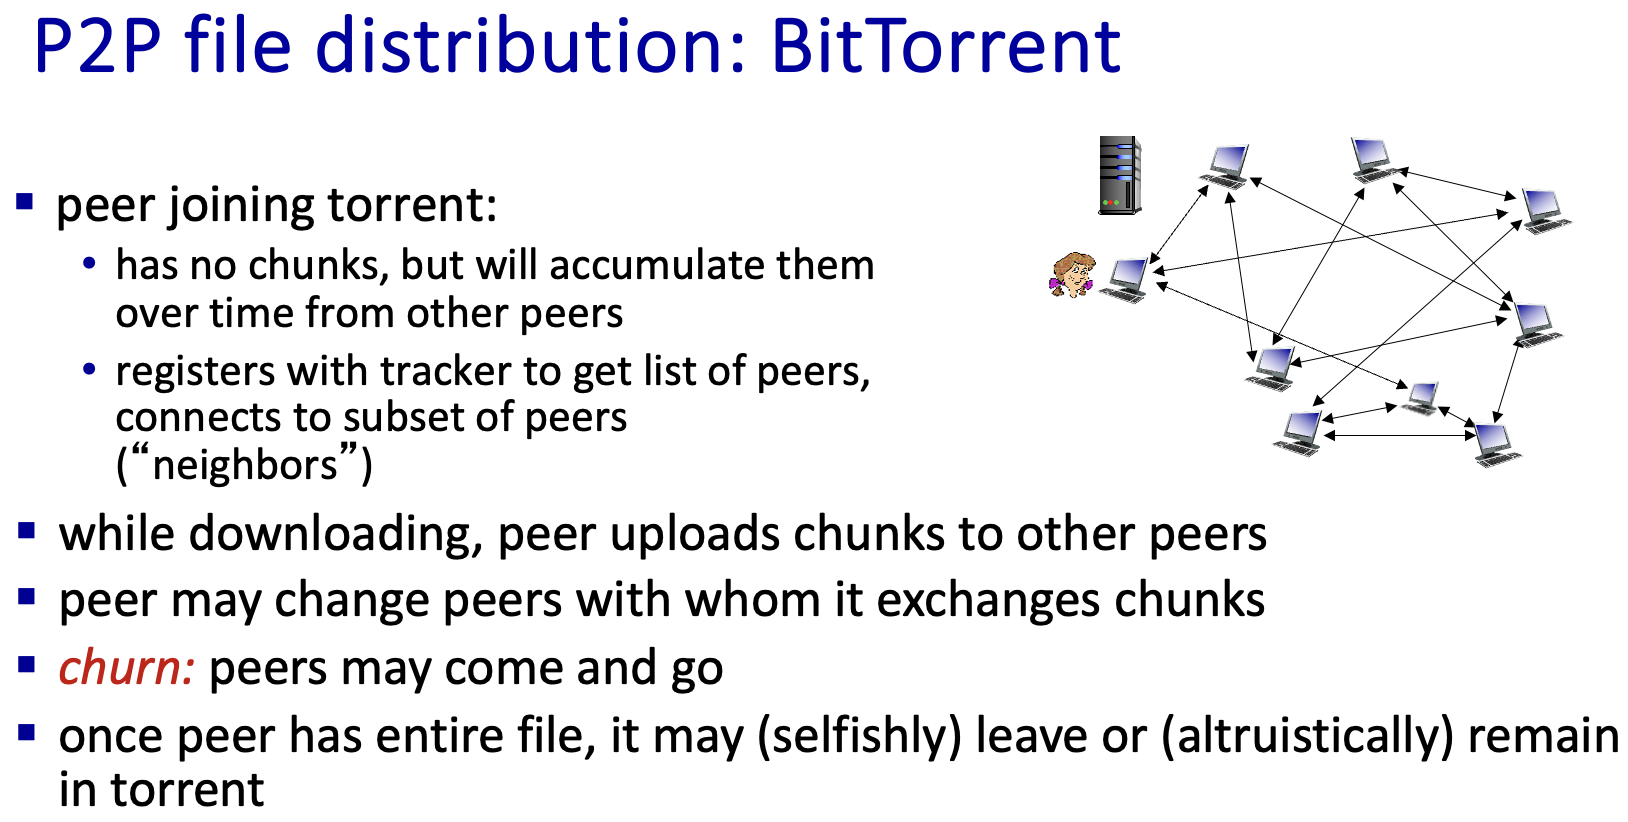 P2P file distribution: BitTorrent
▪ peer joining torrent:
• has no chunks, but will accumulate them
over time from other peers
• registers with tracker to get list of peers,
connects to subset of peers
(“neighbors”)
▪ while downloading, peer uploads chunks to other peers
▪ peer may change peers with whom it exchanges chunks
▪ churn: peers may come and go
▪ once peer has entire file, it may (selfishly) leave or (altruistically) remain
in torrent